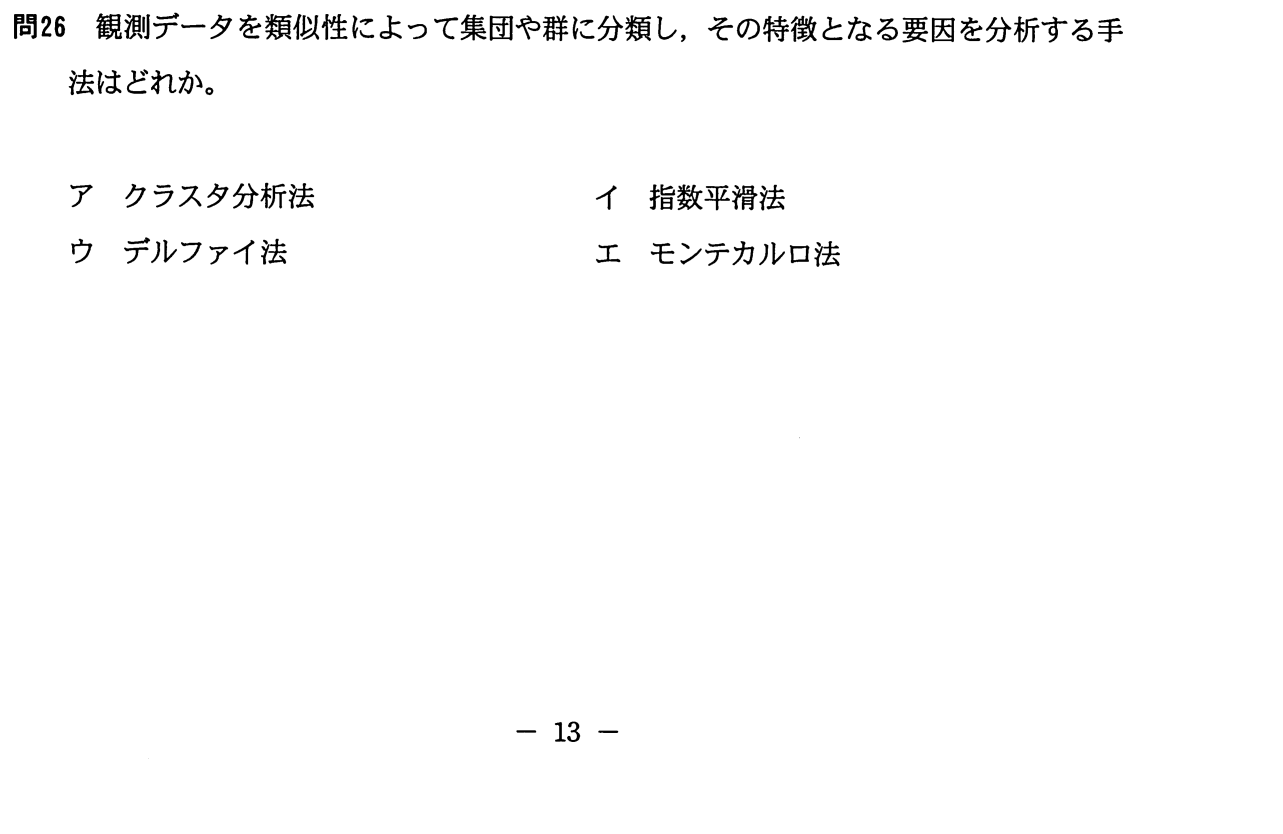 問26 観測データを類似性によって集団や群に分類し，その特徴となる要因を分析する手
法はどれか。
ア クラスタ分析法 イ 指数平滑法
ウ デルファイ法 エ モンテカルロ法
－ 13 －